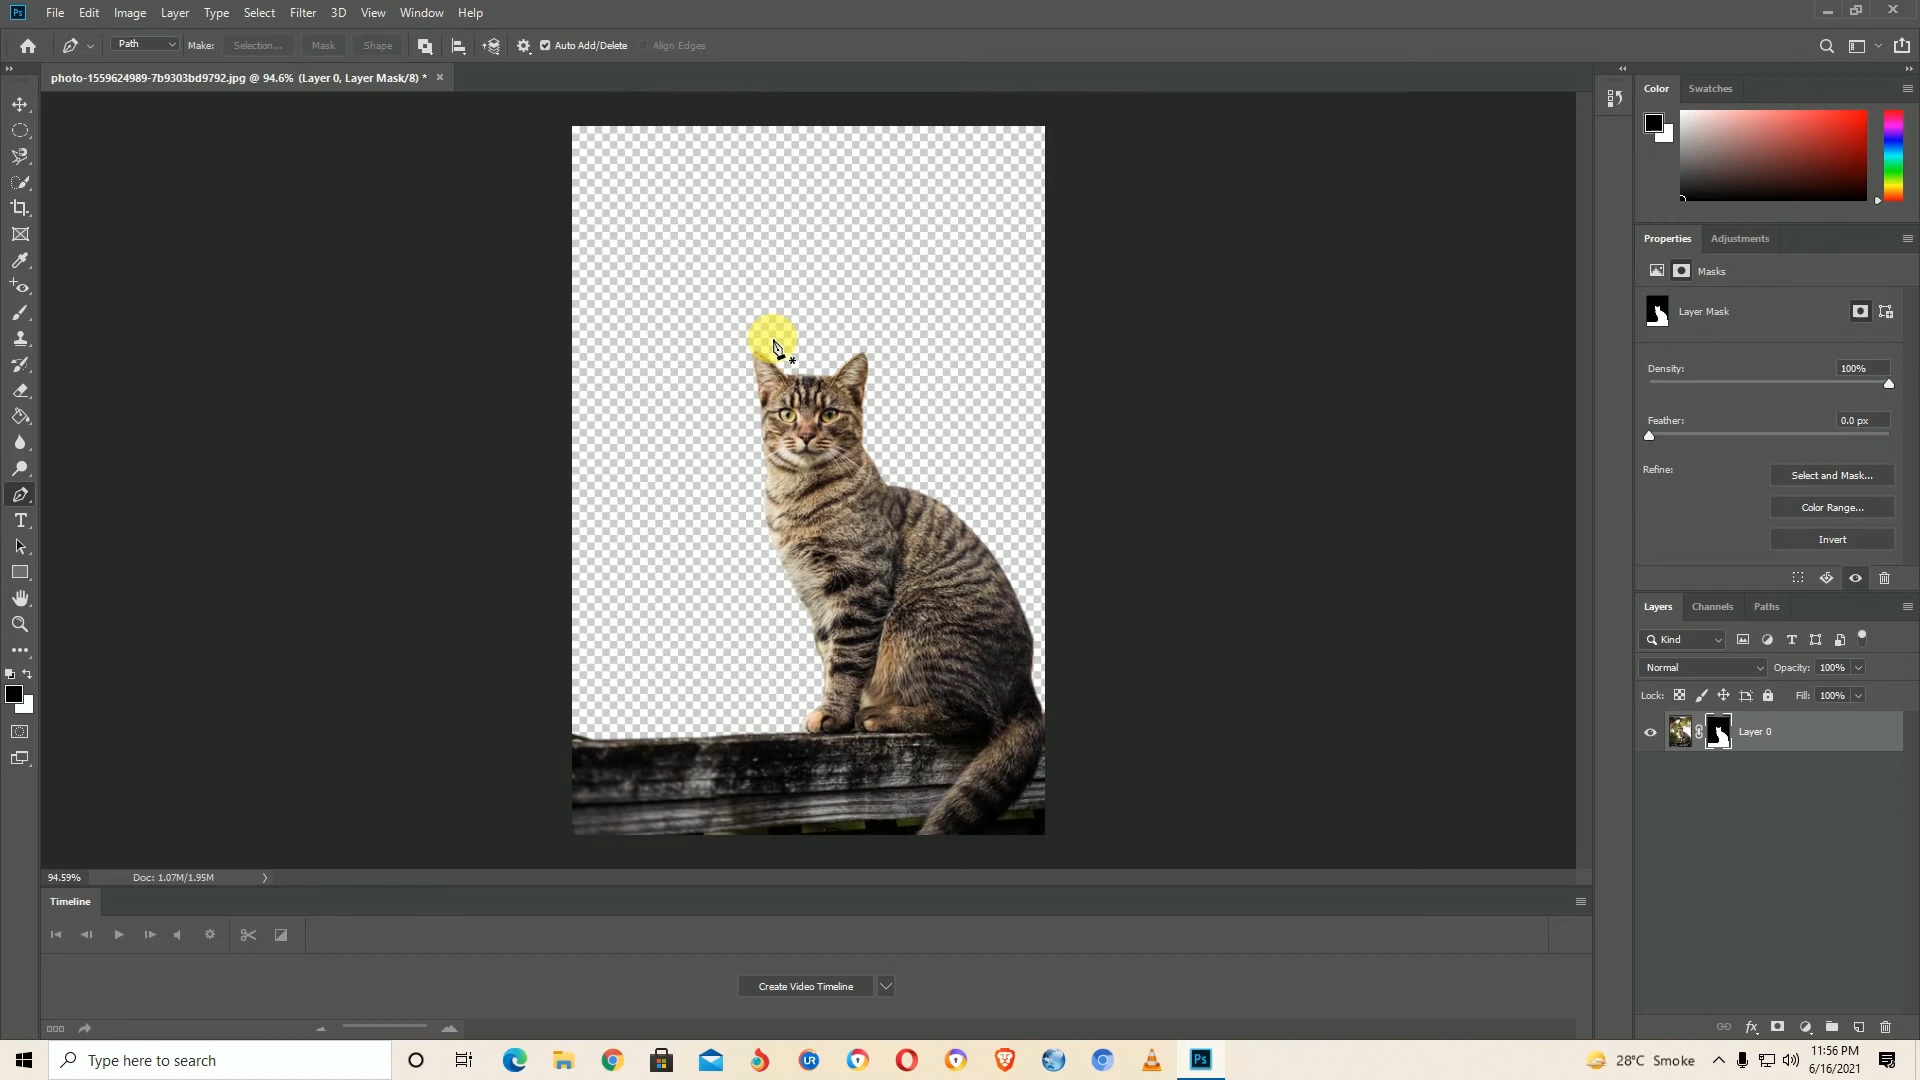 Ps File Edit Image Layer Type Select Filter 3D View Window Help
Path Make: Selection... Mask Shape Auto Add/Delete Align Edges
photo-1559624989-7b9303bd9792.jpg @ 94.6% (Layer 0, Layer Mask/8) * ×
Color Swatches
Properties Adjustments
Masks
Layer Mask
Density: 100%
Feather: 0.0 px
Refine: Select and Mask...
Color Range...
Invert
Layers Channels Paths
Kind
Normal Opacity: 100%
Lock: Fill: 100%
Layer 0
94.59% Doc: 1.07M/1.95M
Timeline
Create Video Timeline
Type here to search
UR
Ps
28°C Smoke
11:56 PM
6/16/2021